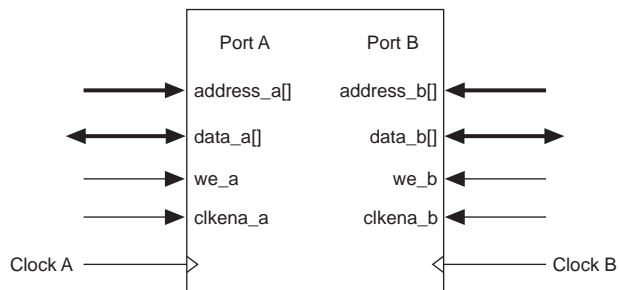 Port A Port B
address_a[] address_b[]
data_a[] data_b[]
we_a we_b
clkena_a clkena_b
Clock A Clock B